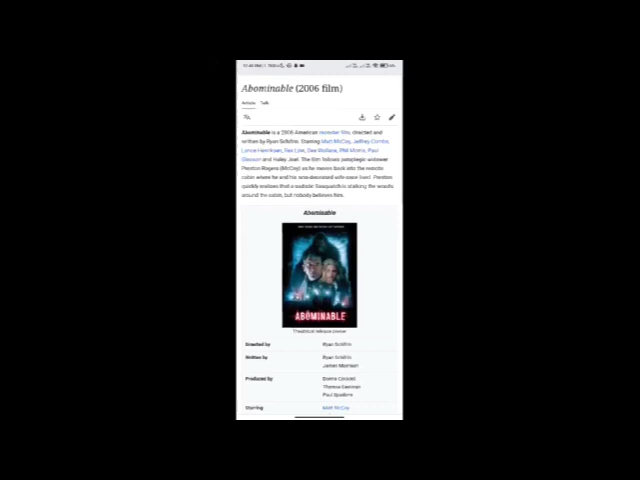 Abominable (2006 film)
Article Talk
Abominable is a 2006 American monster film, directed and
written by Ryan Schifrin. Starring Matt McCoy, Jeffrey Combs,
Lance Henriksen, Rex Linn, Dee Wallace, Phil Morris, Paul
Gleason and Haley Joel. The film follows paraplegic widower
Preston Rogers (McCoy) as he moves back into the remote
cabin where he and his now-deceased wife once lived. Preston
quickly realizes that a sadistic Sasquatch is stalking the woods
around the cabin, but nobody believes him.
Abominable
ABOMINABLE
Theatrical release poster
Directed by Ryan Schifrin
Written by Ryan Schifrin
James Morrison
Produced by
Theresa Eastman
Starring Matt McCoy